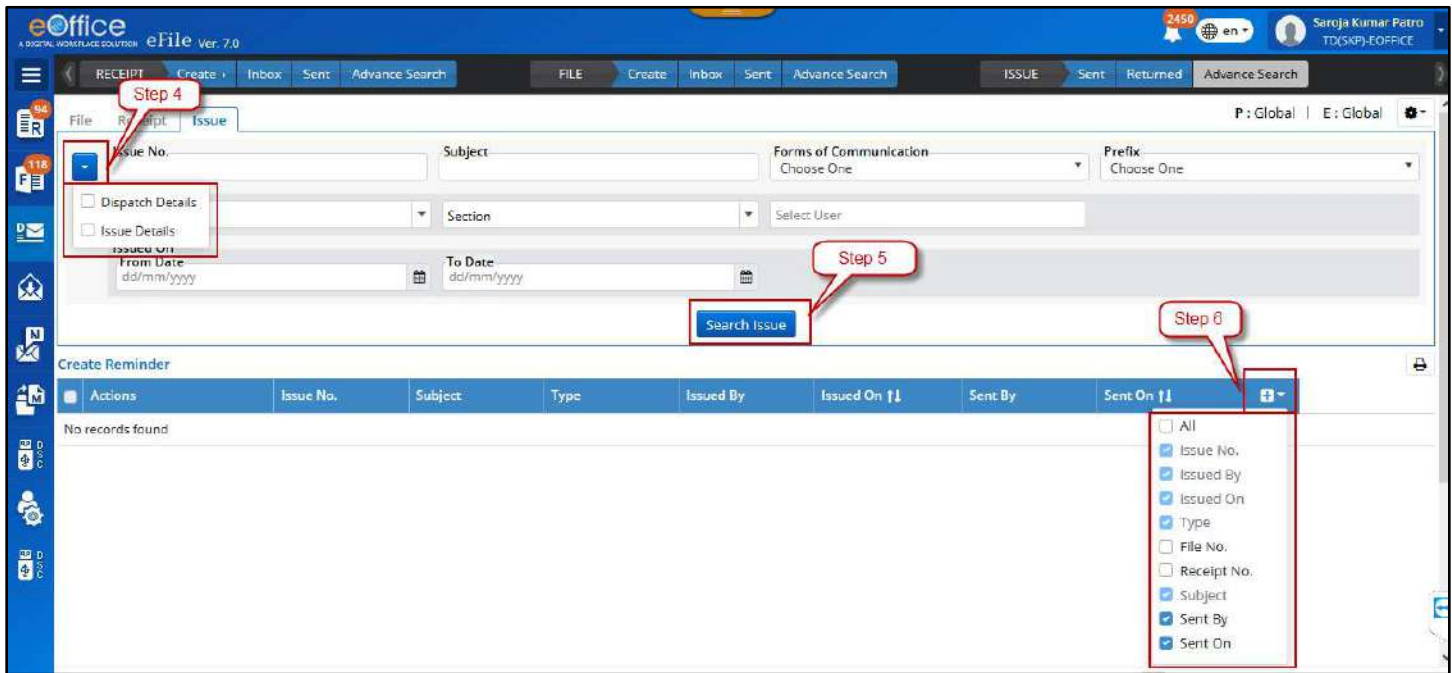 eOffice
A DIGITAL WORKPLACE SOLUTION eFile Ver. 7.0
2450 en
Saroja Kumar Patro
TD(SKP)-EOFFICE
RECEIPT Create Inbox Sent Advance Search FILE Create Inbox Sent Advance Search ISSUE Sent Returned Advance Search
Step 4
94 R
File Receipt Issue P : Global | E : Global
Issue No. Subject Forms of Communication Prefix
Choose One Choose One
118 F
Dispatch Details
Section Select User
D
Issue Details
Issued On
From Date To Date
dd/mm/yyyy dd/mm/yyyy
Step 5
Search Issue
Step 6
N
Create Reminder
M
Actions Issue No. Subject Type Issued By Issued On Sent By Sent On
No records found
All
Issue No.
Issued By
Issued On
Type
File No.
Receipt No.
Subject
Sent By
Sent On
DSC
DSC